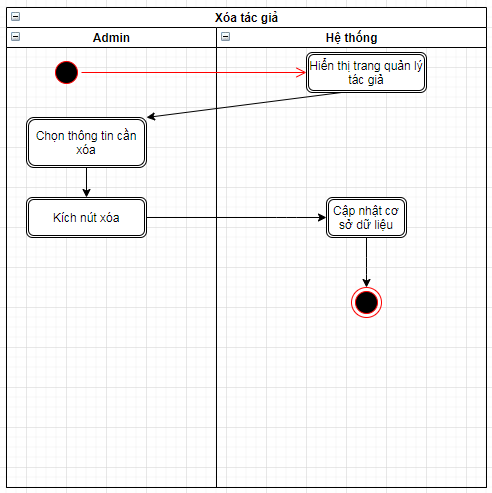 Xóa tác giả
Admin
Hệ thống
Hiển thị trang quản lý
tác giả
Chọn thông tin cần
xóa
Kích nút xóa
Cập nhật cơ
sở dữ liệu